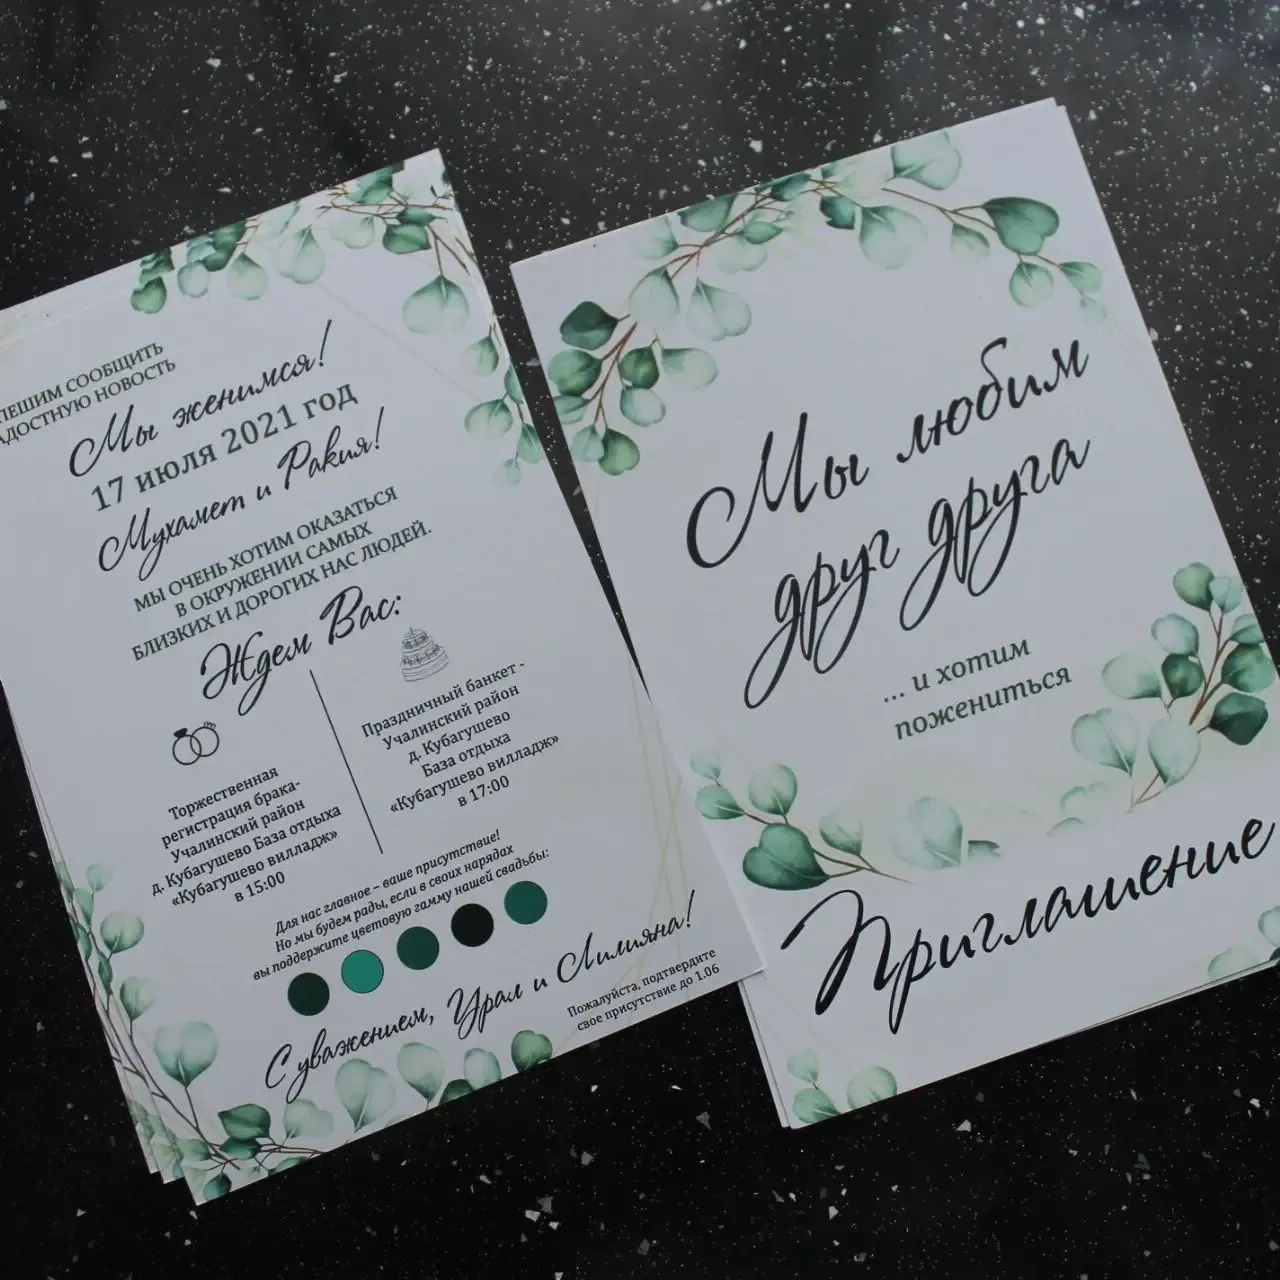 ПЕШИМ СООБЩИТЬ
АДОСТНУЮ НОВОСТЬ
Мы женимся!
17 июля 2021 год
Мухамет и Ракия!
МЫ ОЧЕНЬ ХОТИМ ОКАЗАТЬСЯ
В ОКРУЖЕНИИ САМЫХ
БЛИЗКИХ И ДОРОГИХ НАС ЛЮДЕЙ.
Ждем Вас:
Торжественная
регистрация брака-
Учалинский район
д. Кубагушево База отдыха
«Кубагушево вилладж»
в 15:00
Праздничный банкет -
Учалинский район
д. Кубагушево
База отдыха
«Кубагушево вилладж»
в 17:00
Для нас главное – ваше присутствие!
Но мы будем рады, если в своих нарядах
вы поддержите цветовую гамму нашей свадьбы:
С уважением, Урал и Лилияна!
Пожалуйста, подтвердите
свое присутствие до 1.06
Мы любим
друг друга
... и хотим
пожениться
Приглашение